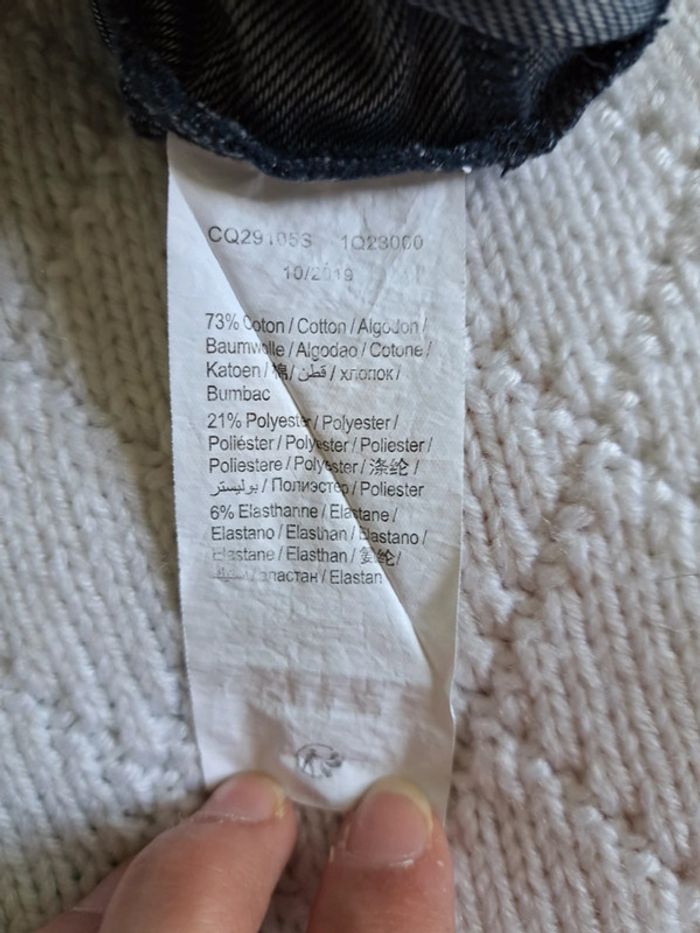 CQ29105S 1Q23000
10/2019
73% Coton / Cotton / Algodon /
Baumwolle / Algodao / Cotone /
Katoen / 棉 / قطن / хлопок /
Bumbac
21% Polyester / Polyester /
Poliéster / Polyester / Poliester /
Poliestare / Polyester / 涤纶 /
بوليستر / Полиэстер / Poliester
6% Elasthanne / Elastane /
Elastano / Elasthan / Elastano /
Elastane / Elasthan / 氨纶 /
эластан / Elastan